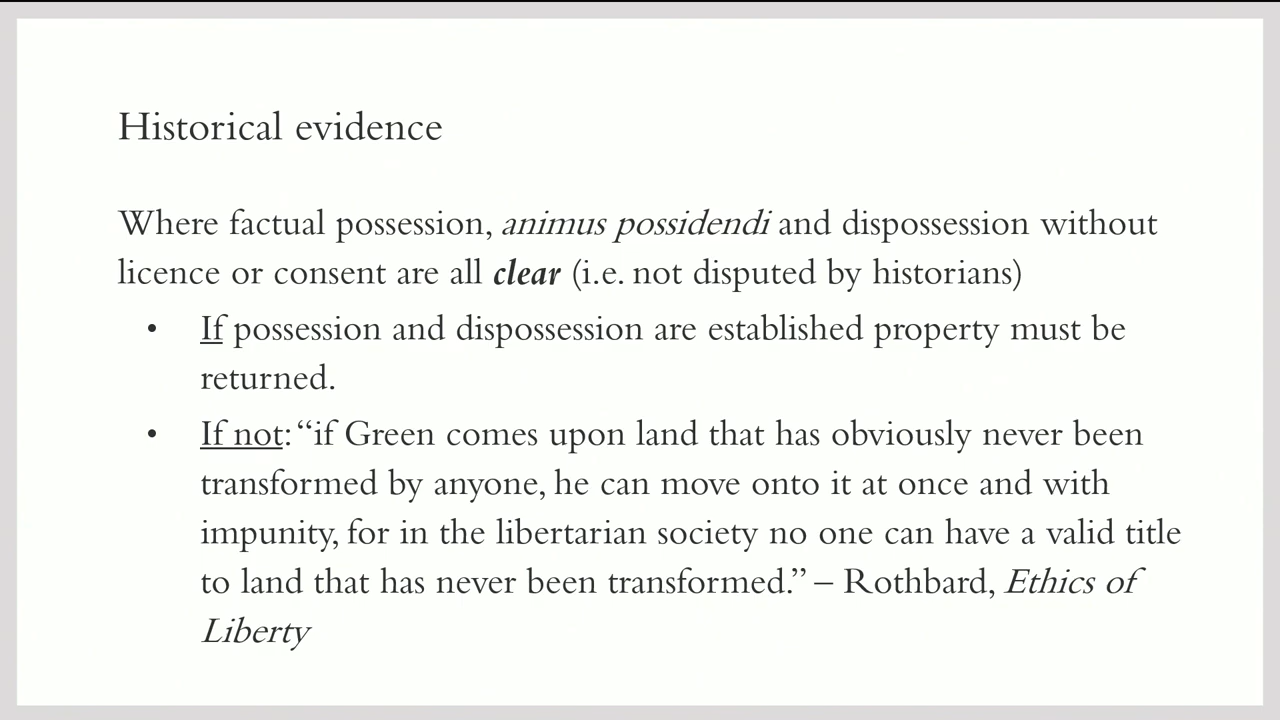 Historical evidence
Where factual possession, animus possidendi and dispossession without
licence or consent are all clear (i.e. not disputed by historians)
• If possession and dispossession are established property must be
returned.
• If not: “if Green comes upon land that has obviously never been
transformed by anyone, he can move onto it at once and with
impunity, for in the libertarian society no one can have a valid title
to land that has never been transformed.” – Rothbard, Ethics of
Liberty